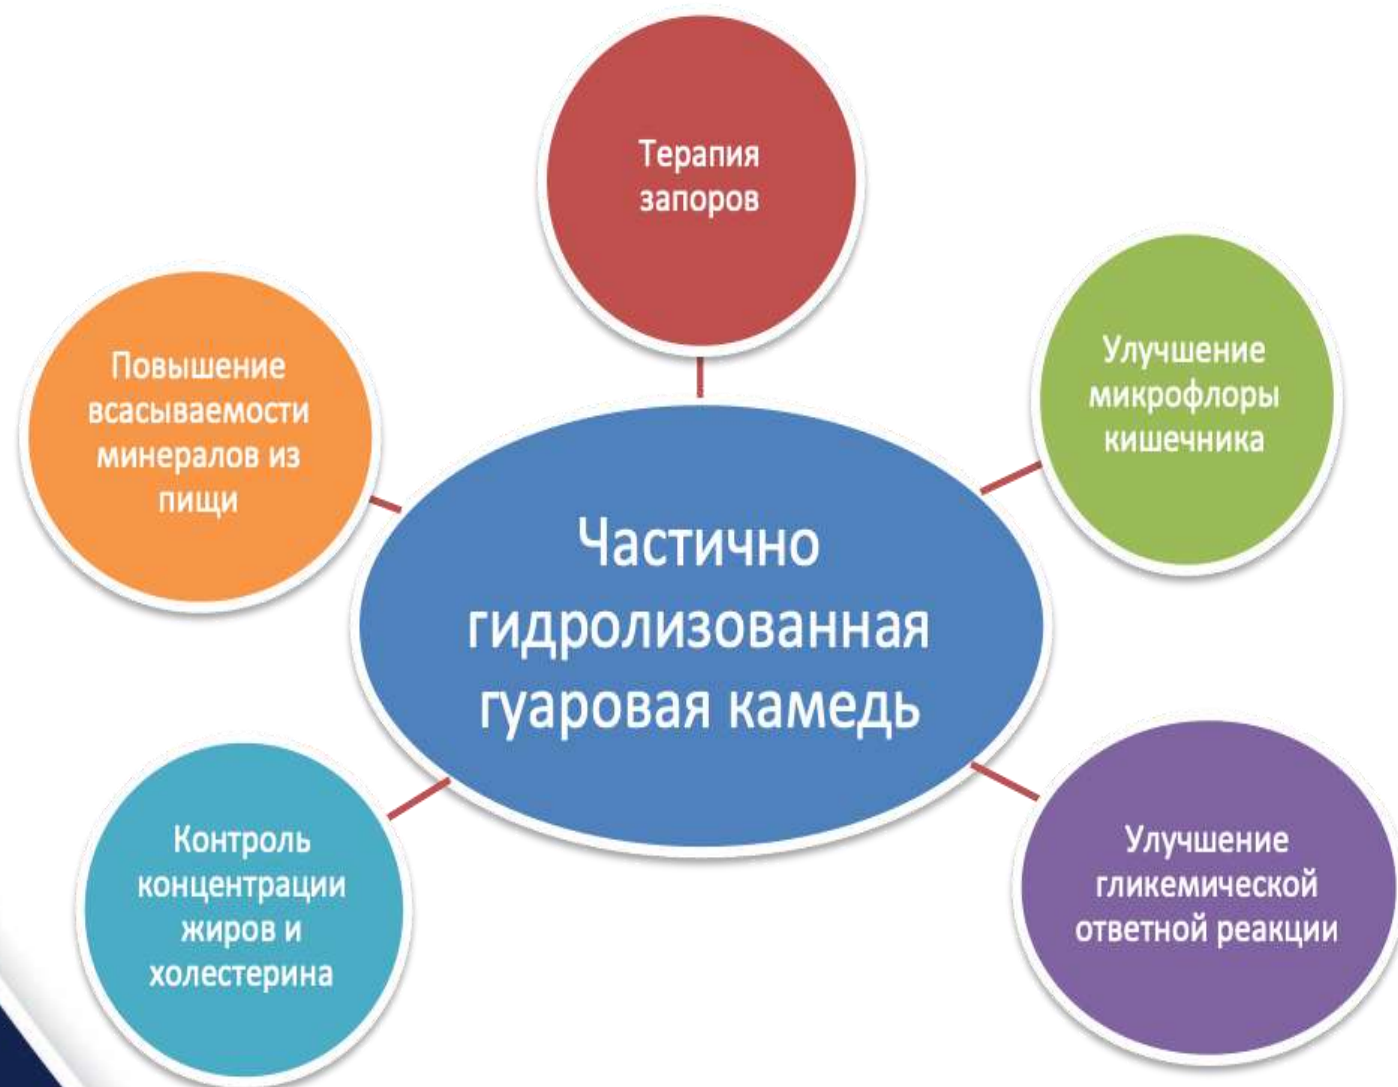 Терапия
запоров
Улучшение
микрофлоры
кишечника
Повышение
всасываемости
минералов из
пищи
Частично
гидролизованная
гуаровая камедь
Улучшение
гликемической
ответной реакции
Контроль
концентрации
жиров и
холестерина